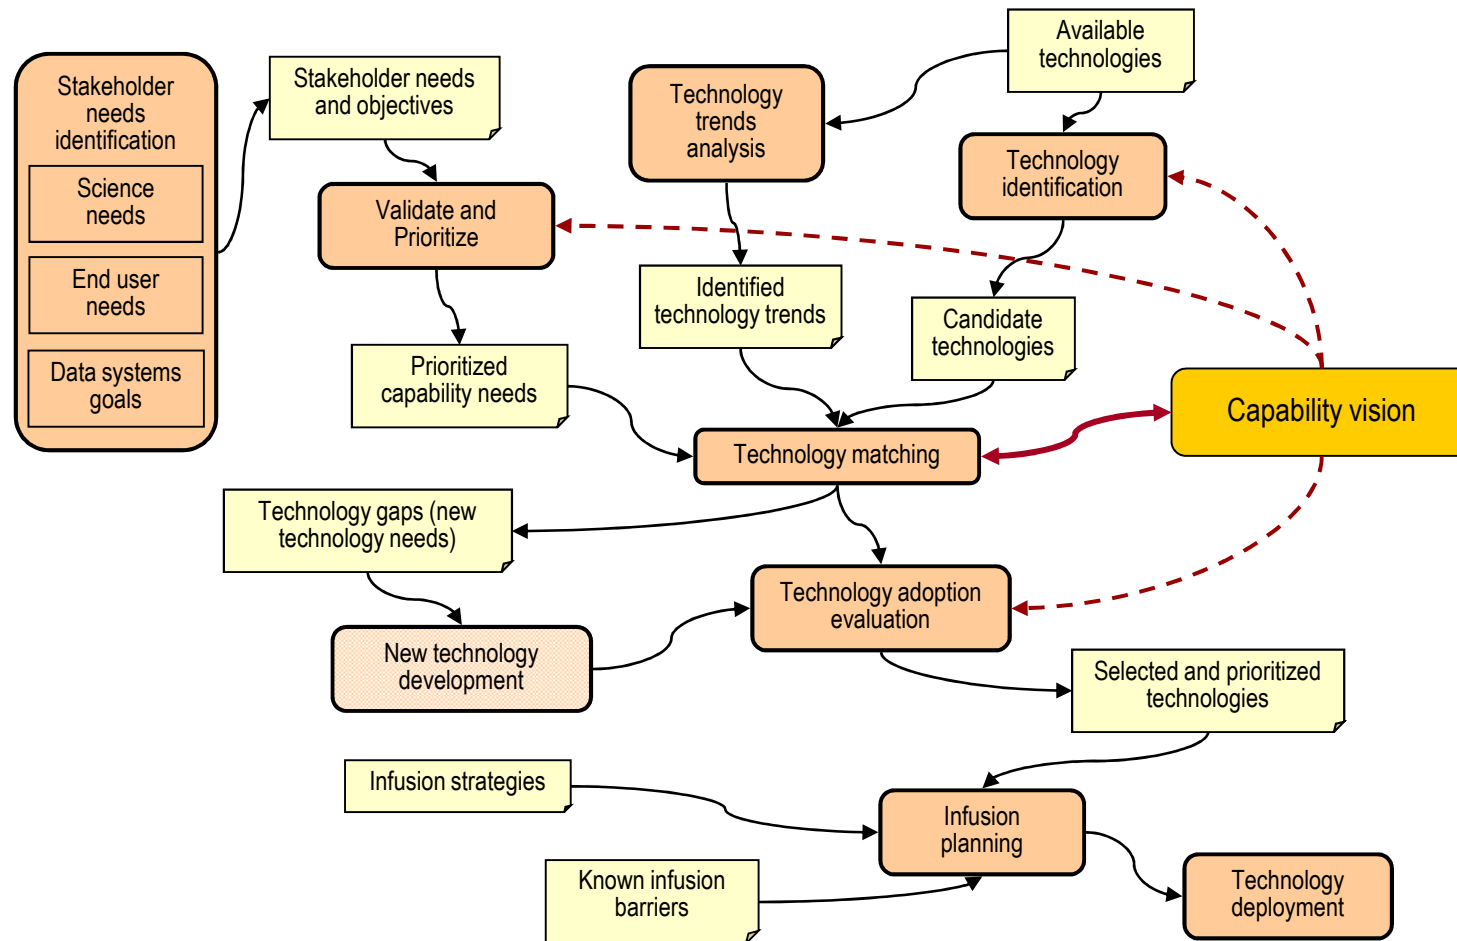 Stakeholder
needs
identification
Science
needs
End user
needs
Data systems
goals
Stakeholder needs
and objectives
Validate and
Prioritize
Prioritized
capability needs
Technology
trends
analysis
Available
technologies
Technology
identification
Identified
technology trends
Candidate
technologies
Capability vision
Technology matching
Technology gaps (new
technology needs)
New technology
development
Technology adoption
evaluation
Selected and prioritized
technologies
Infusion strategies
Infusion
planning
Known infusion
barriers
Technology
deployment